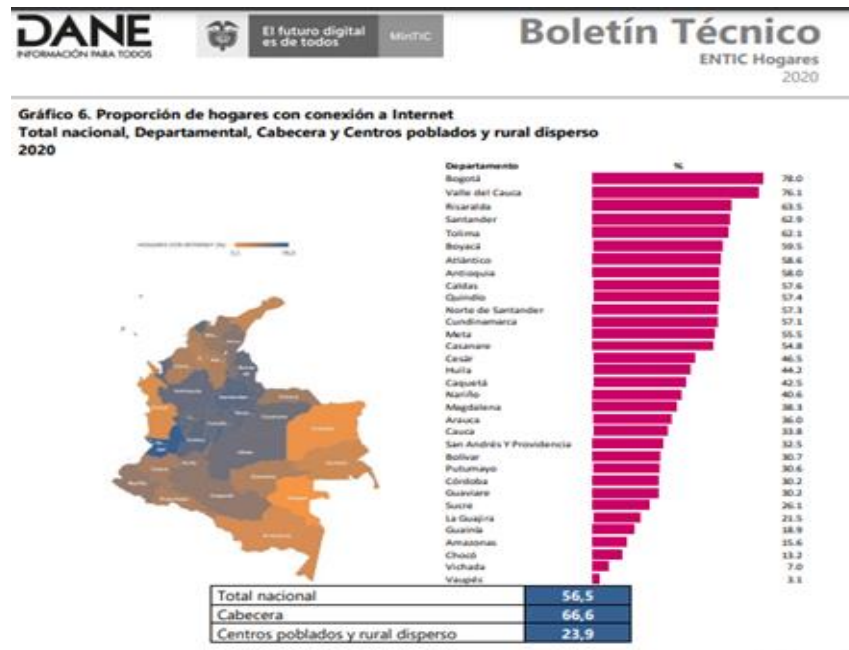 DANE
INFORMACIÓN PARA TODOS
El futuro digital
es de todos
MinTIC
Boletín Técnico
ENTIC Hogares
2020
Gráfico 6. Proporción de hogares con conexión a Internet
Total nacional, Departamental, Cabecera y Centros poblados y rural disperso
2020
Departamento %
Bogotá 78.0
Valle del Cauca 76.1
Risaralda 63.5
Santander 62.9
Tolima 62.1
Boyacá 59.5
Atlántico 58.6
Antioquia 58.0
Caldas 57.6
Quindío 57.4
Norte de Santander 57.3
Cundinamarca 57.1
Meta 55.5
Casanare 54.8
Cesár 46.5
Huila 44.2
Caquetá 42.5
Nariño 40.6
Magdalena 38.3
Arauca 36.0
Cauca 33.8
San Andrés Y Providencia 32.5
Bolívar 30.7
Putumayo 30.6
Córdoba 30.2
Guaviare 30.2
Sucre 26.1
La Guajira 21.5
Guainía 18.9
Amazonas 15.6
Chocó 13.2
Vichada 7.0
Vaupés 3.1
Total nacional 56,5
Cabecera 66,6
Centros poblados y rural disperso 23,9